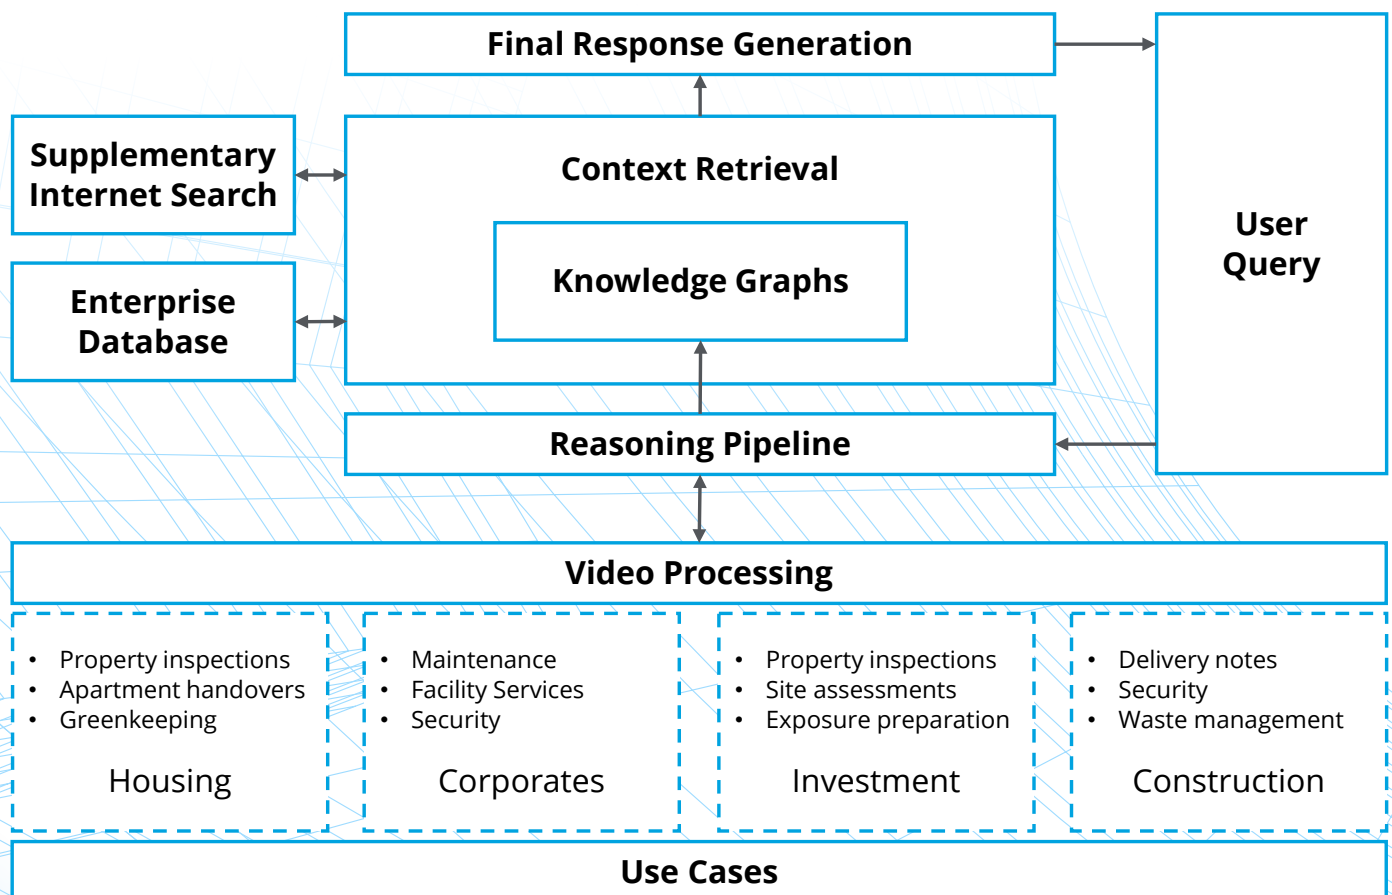 Final Response Generation
Supplementary
Internet Search
Context Retrieval
Knowledge Graphs
User
Query
Enterprise
Database
Reasoning Pipeline
Video Processing
• Property inspections
• Apartment handovers
• Greenkeeping
Housing
• Maintenance
• Facility Services
• Security
Corporates
• Property inspections
• Site assessments
• Exposure preparation
Investment
• Delivery notes
• Security
• Waste management
Construction
Use Cases